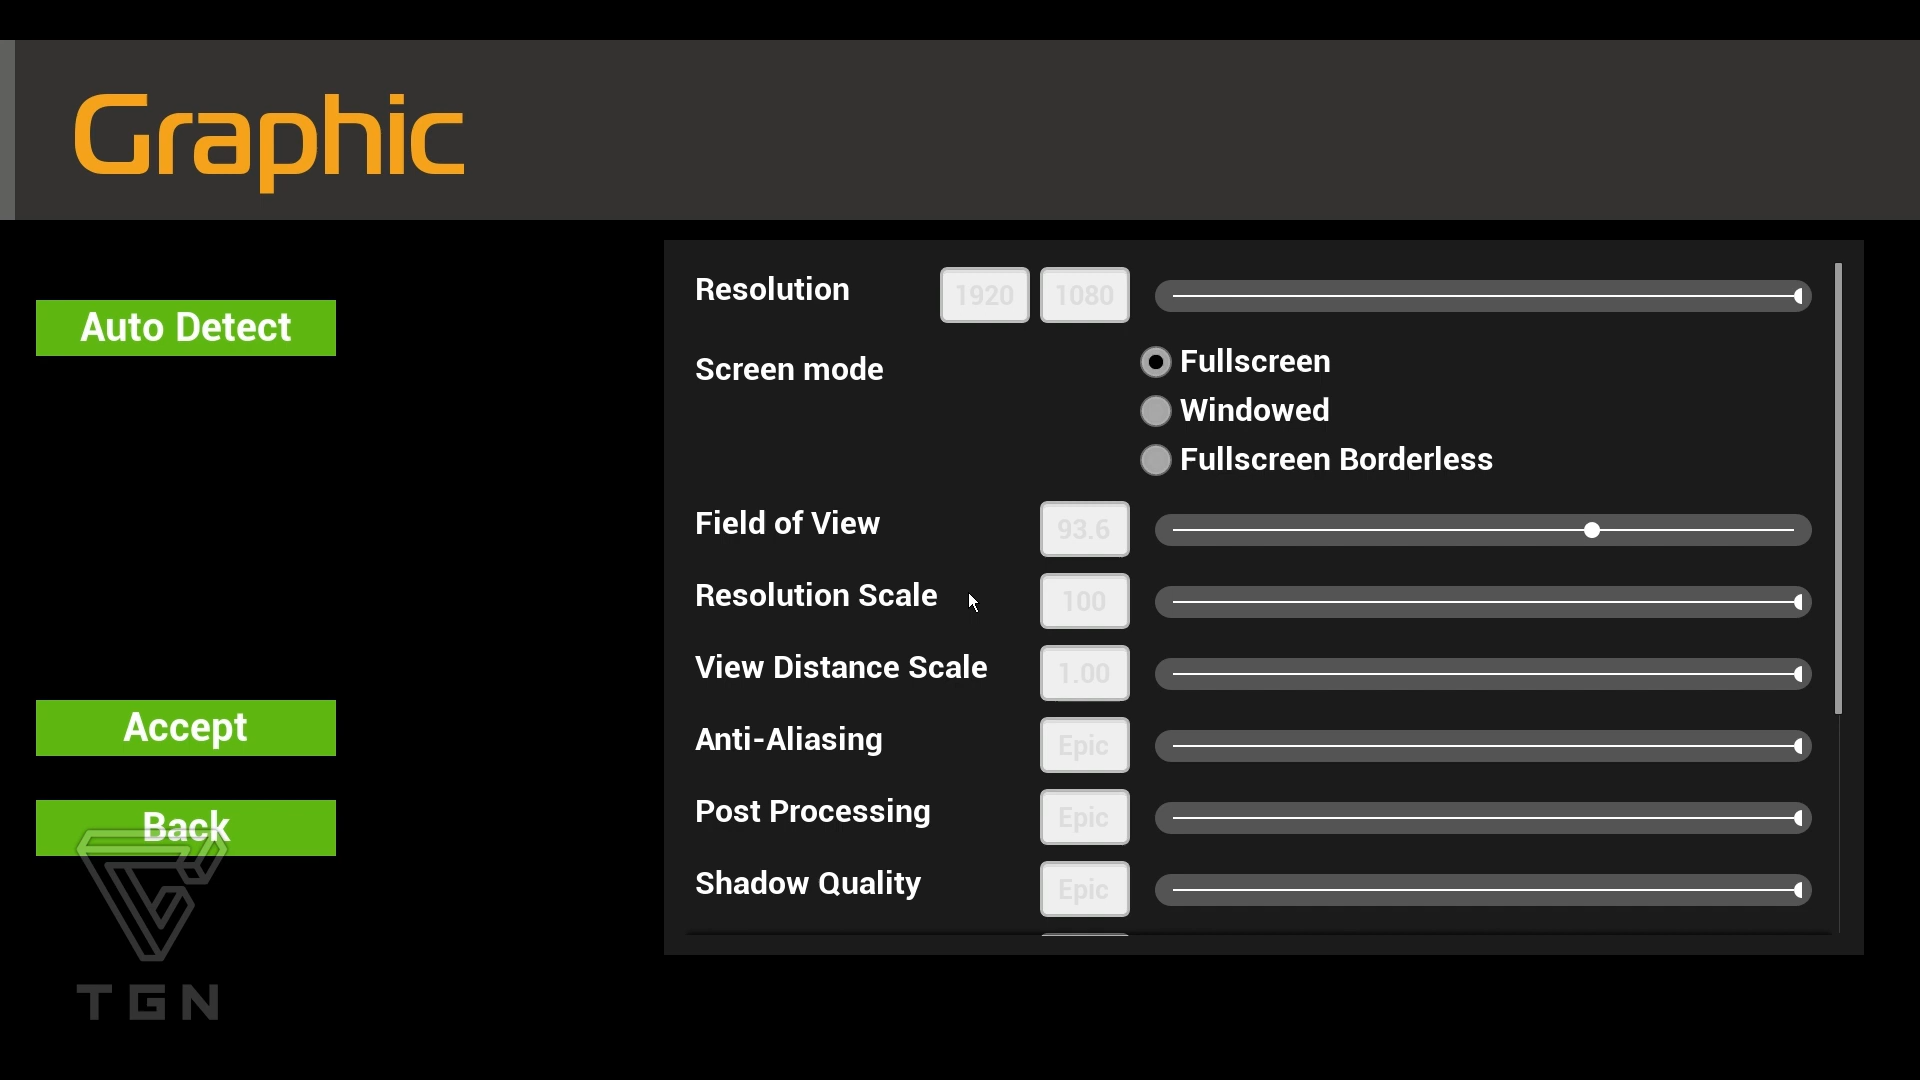 Graphic
Auto Detect
Accept
Back
TGN
Resolution 1920 1080
Screen mode Fullscreen
Windowed
Fullscreen Borderless
Field of View 93.6
Resolution Scale 100
View Distance Scale 1.00
Anti-Aliasing Epic
Post Processing Epic
Shadow Quality Epic